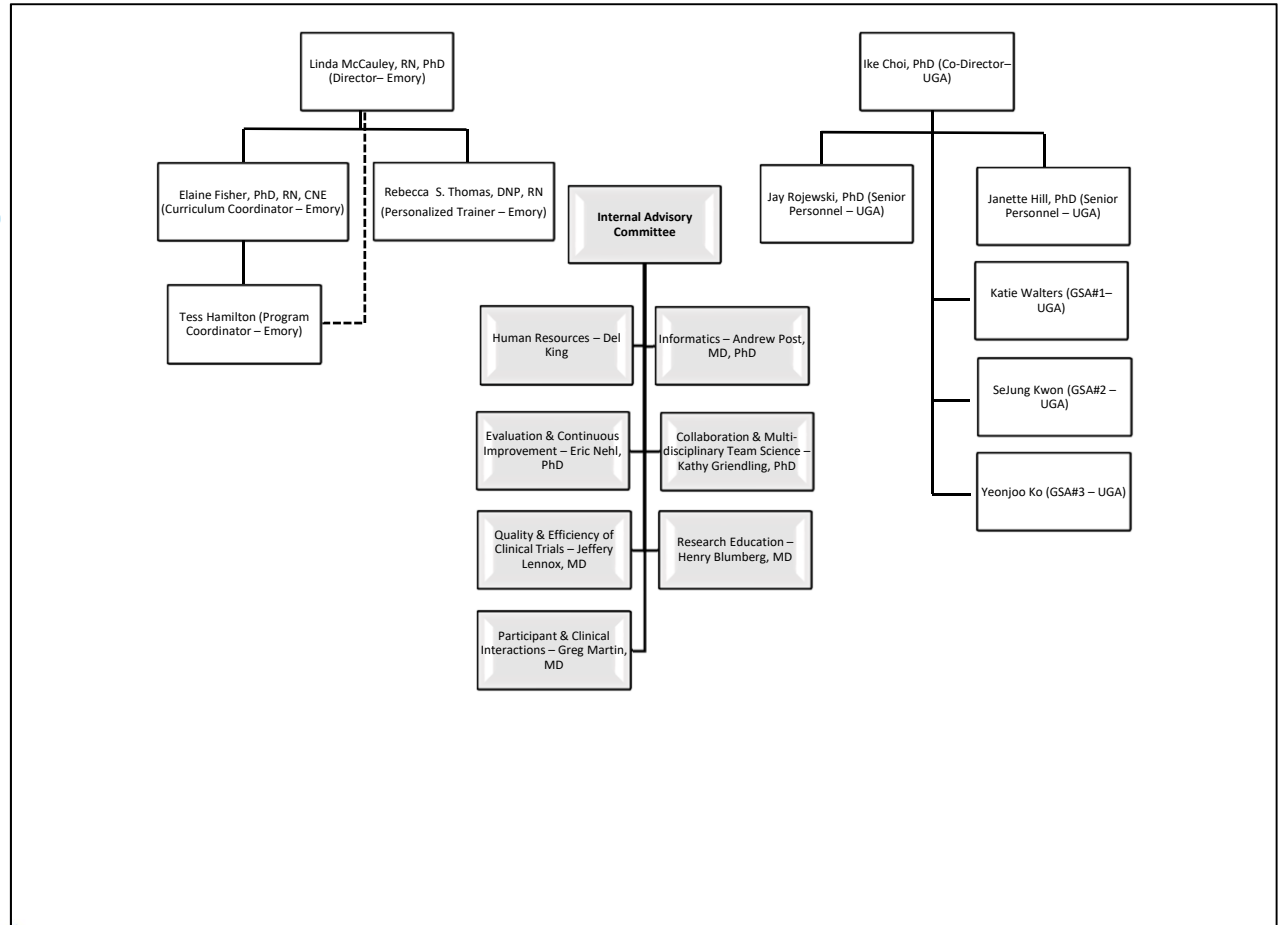 Linda McCauley, RN, PhD
(Director– Emory)
Ike Choi, PhD (Co-Director–
UGA)
Elaine Fisher, PhD, RN, CNE
(Curriculum Coordinator – Emory)
Rebecca S. Thomas, DNP, RN
(Personalized Trainer – Emory)
Tess Hamilton (Program
Coordinator – Emory)
Internal Advisory
Committee
Human Resources – Del
King
Informatics – Andrew Post,
MD, PhD
Evaluation & Continuous
Improvement – Eric Nehl,
PhD
Collaboration & Multi-
disciplinary Team Science –
Kathy Griendling, PhD
Quality & Efficiency of
Clinical Trials – Jeffery
Lennox, MD
Research Education –
Henry Blumberg, MD
Participant & Clinical
Interactions – Greg Martin,
MD
Jay Rojewski, PhD (Senior
Personnel – UGA)
Janette Hill, PhD (Senior
Personnel – UGA)
Katie Walters (GSA#1–
UGA)
SeJung Kwon (GSA#2 –
UGA)
Yeonjoo Ko (GSA#3 – UGA)